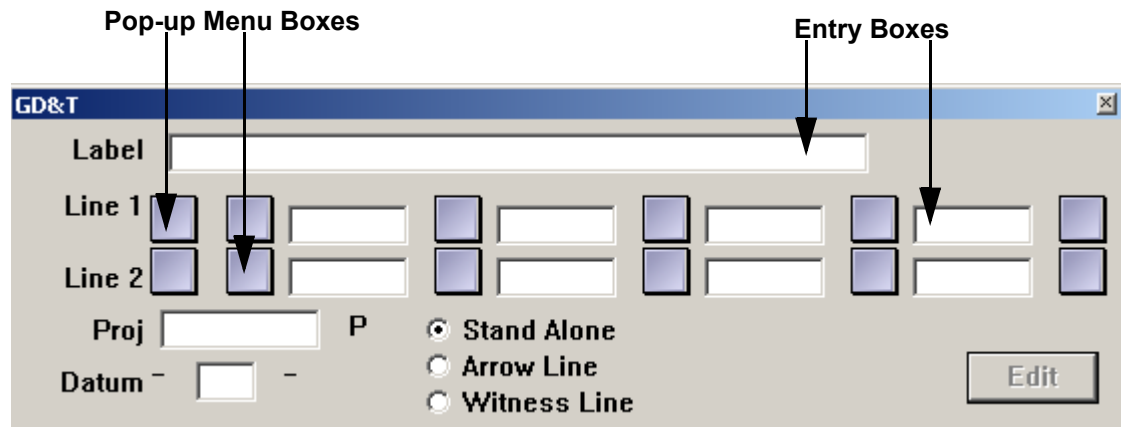 Pop-up Menu Boxes
Entry Boxes
GD&T
Label
Line 1
Line 2
Proj P
Datum - -
Stand Alone
Arrow Line
Witness Line
Edit